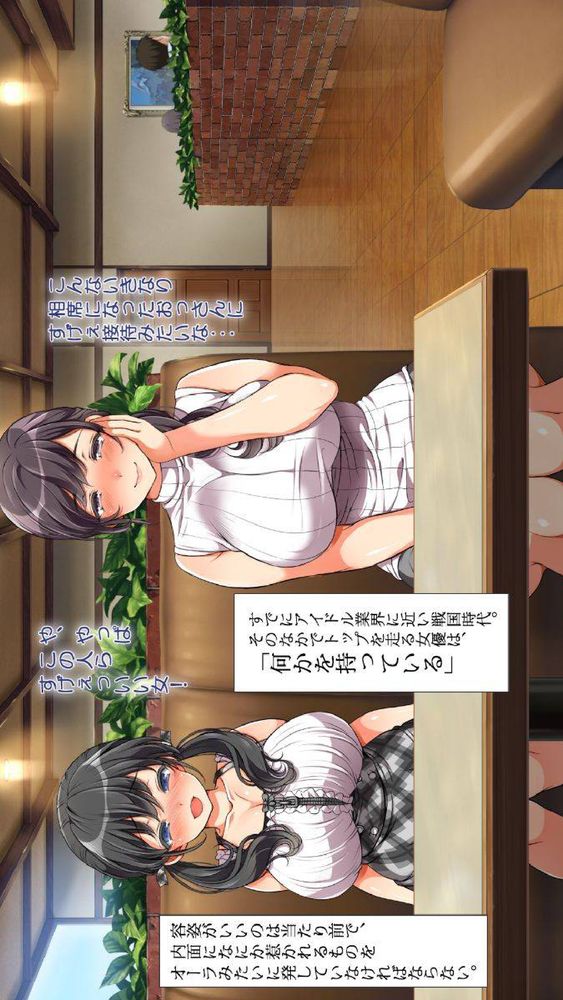 こんないきなり
相席になったおっさんに
すげぇ接待みたいな・・・
すでにアイドル業界に近い戦国時代。
そのなかでトップを走る女優は、
「何かを持っている」
や、やっぱ
この人ら
すげぇっいい女！
容姿がいいのは当たり前で、
内面になにか惹かれるものを
オーラみたいに発していなければならない。